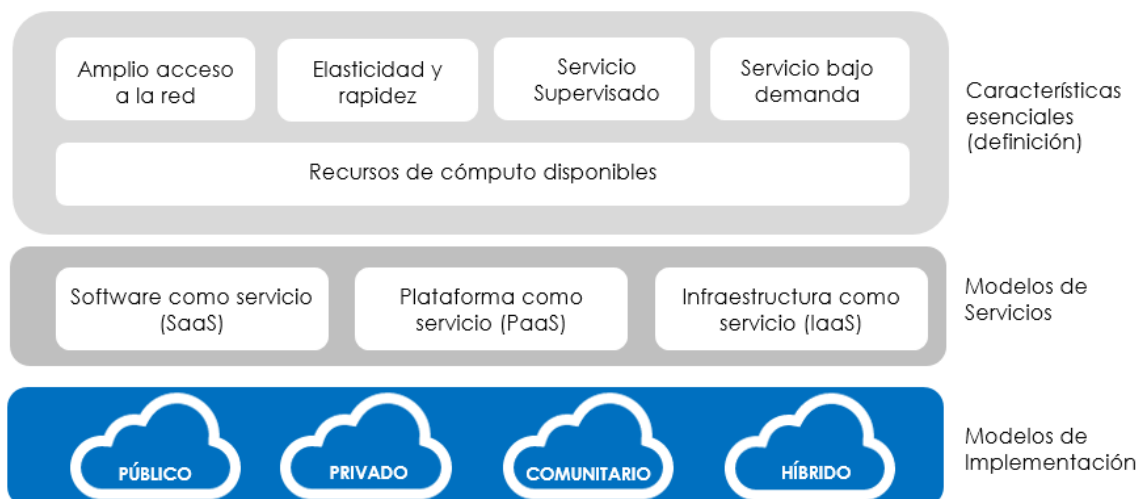 Amplio acceso
a la red
Elasticidad y
rapidez
Servicio
Supervisado
Servicio bajo
demanda
Recursos de cómputo disponibles
Características
esenciales
(definición)
Software como servicio
(SaaS)
Plataforma como
servicio (PaaS)
Infraestructura como
servicio (IaaS)
Modelos de
Servicios
PÚBLICO
PRIVADO
COMUNITARIO
HÍBRIDO
Modelos de
Implementación